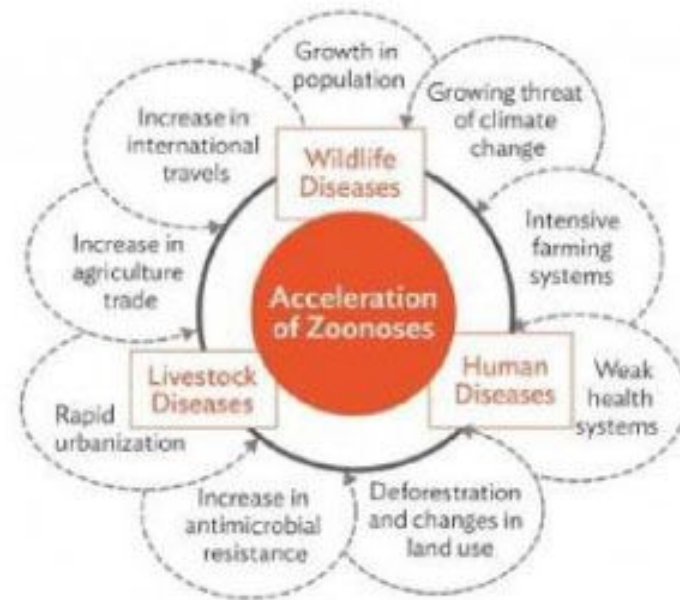 Growth in
population
Growing threat
of climate
change
Increase in
international
travels
Wildlife
Diseases
Intensive
farming
systems
Increase in
agriculture
trade
Acceleration
of Zoonoses
Livestock
Diseases
Human
Diseases
Weak
health
systems
Rapid
urbanization
Increase in
antimicrobial
resistance
Deforestration
and changes in
land use